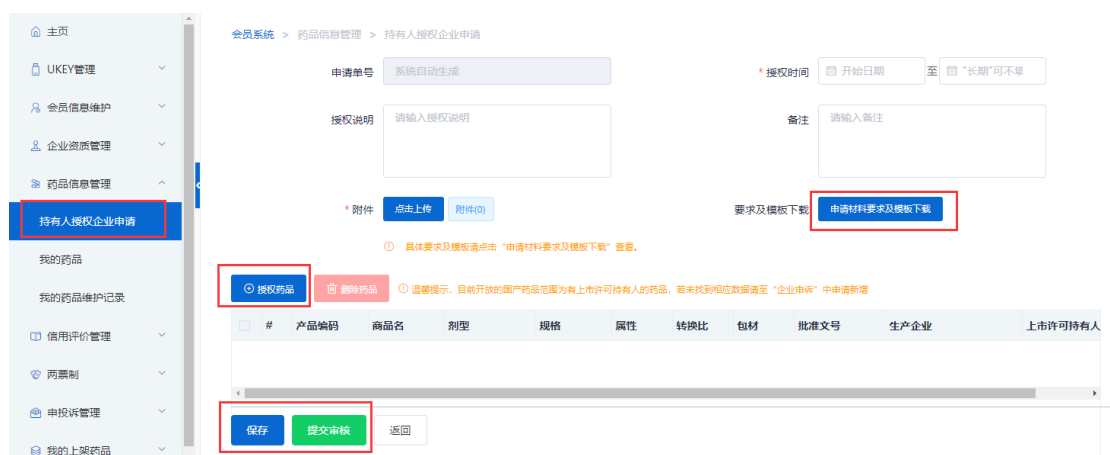 主页
UKEY管理
会员信息维护
企业资质管理
药品信息管理
持有人授权企业申请
我的药品
我的药品维护记录
信用评价管理
两票制
申投诉管理
我的上架药品
会员系统 > 药品信息管理 > 持有人授权企业申请
申请单号 系统自动生成 * 授权时间 开始日期 至 "长期"可不填
授权说明 请输入授权说明 备注 请输入备注
* 附件 点击上传 附件(0) 要求及模板下载 申请材料要求及模板下载
具体要求及模板请点击“申请材料要求及模板下载”查看。
授权药品 删除药品 温馨提示，目前开放的国产药品范围为有上市许可持有人的药品，若未找到相应数据请至“企业申诉”中申请新增
# 产品编码 商品名 剂型 规格 属性 转换比 包材 批准文号 生产企业 上市许可持有人
保存 提交审核 返回